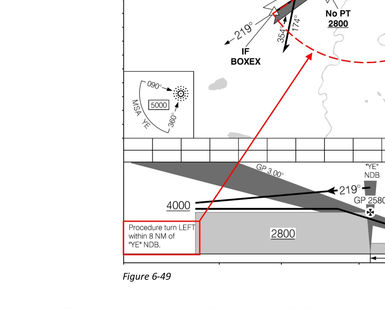 No PT
2800
219°
354°
174°
IF
BOXEX
090°
5000
360°
MSA YE
"YE"
NDB
GP 3.00°
219°
GP 2580
4000
Procedure turn LEFT
within 8 NM of
"YE" NDB.
2800
Figure 6-49